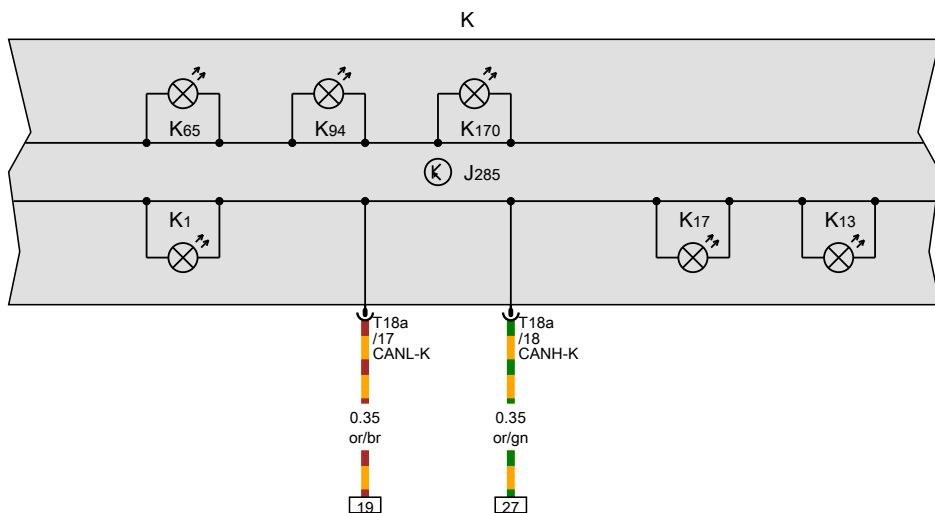 K
K65
K94
K170
J285
K1
K17
K13
T18a
/17
CANL-K
T18a
/18
CANH-K
0.35
or/br
0.35
or/gn
19
27